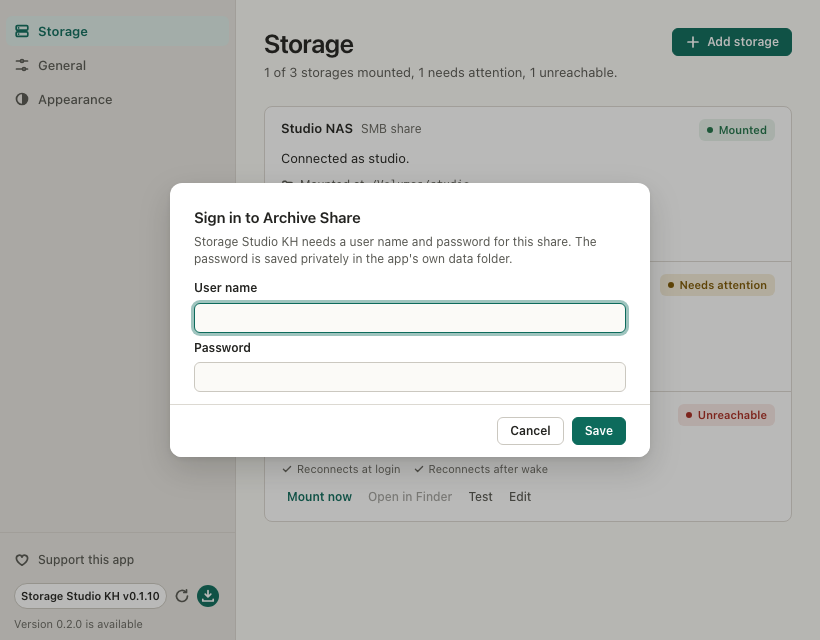 Storage
General
Appearance
Support this app
Storage Studio KH v0.1.10
Version 0.2.0 is available
Storage
Add storage
1 of 3 storages mounted, 1 needs attention, 1 unreachable.
Studio NAS SMB share
Mounted
Connected as studio.
Needs attention
Unreachable
Sign in to Archive Share
Storage Studio KH needs a user name and password for this share. The
password is saved privately in the app's own data folder.
User name
Password
Cancel
Save
Reconnects at login
Reconnects after wake
Mount now
Open in Finder
Test
Edit